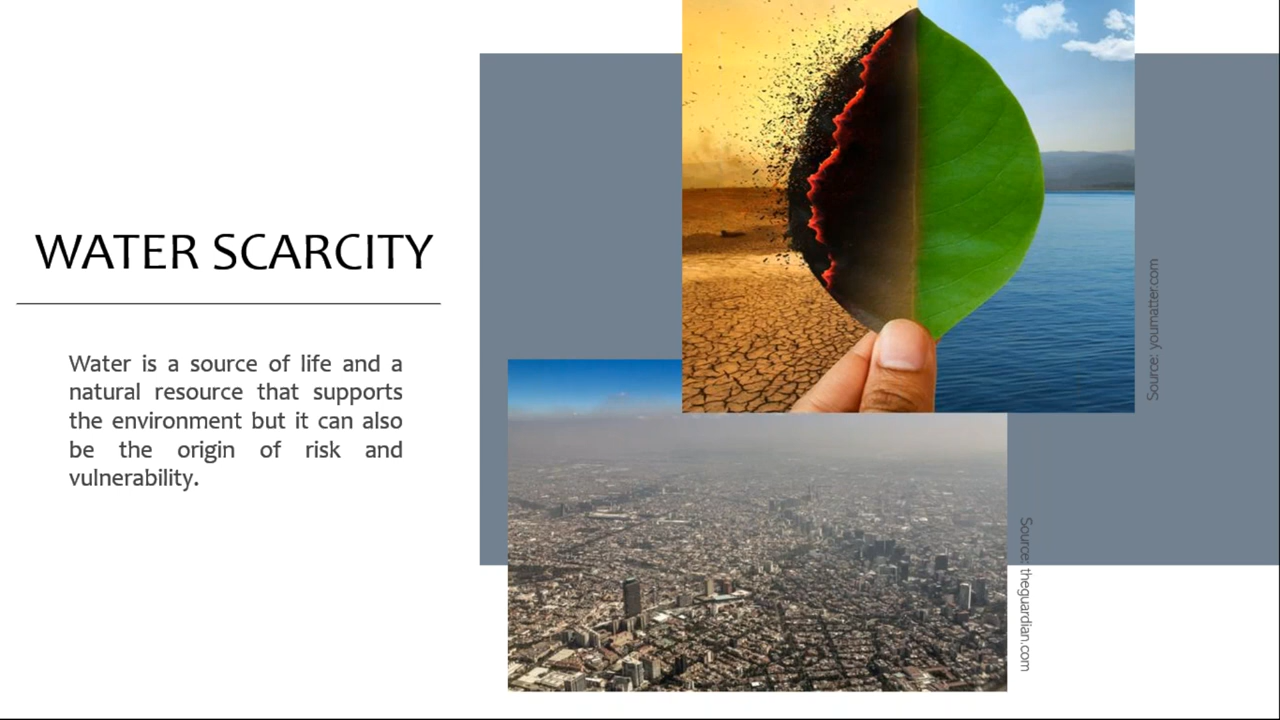 WATER SCARCITY
Water is a source of life and a
natural resource that supports
the environment but it can also
be the origin of risk and
vulnerability.
Source: youmatter.com
Source: theguardian.com